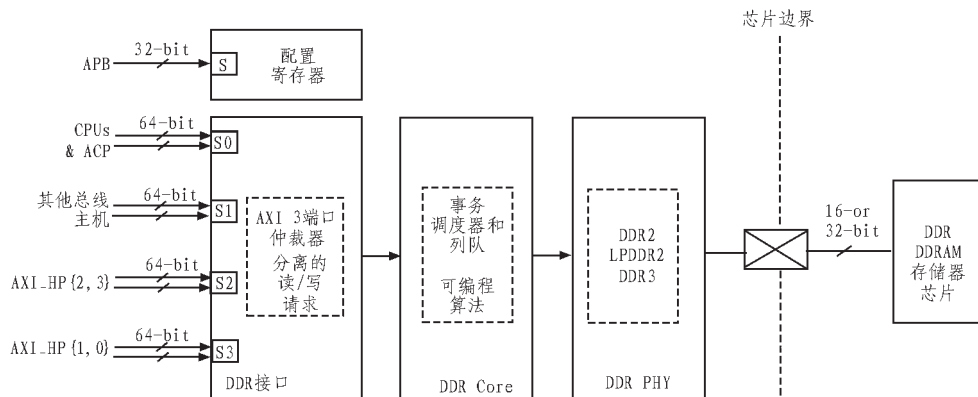 芯片边界
APB
32-bit
S
配置
寄存器
CPUs
& ACP
64-bit
S0
其他总线
主机
64-bit
S1
AXI_HP{2,3}
64-bit
S2
AXI_HP{1,0}
64-bit
S3
AXI 3端口
仲裁器
分离的
读/写
请求
DDR接口
事务
调度器和
列队
可编程
算法
DDR Core
DDR2
LPDDR2
DDR3
DDR PHY
16-or
32-bit
DDR
DDRAM
存储器
芯片